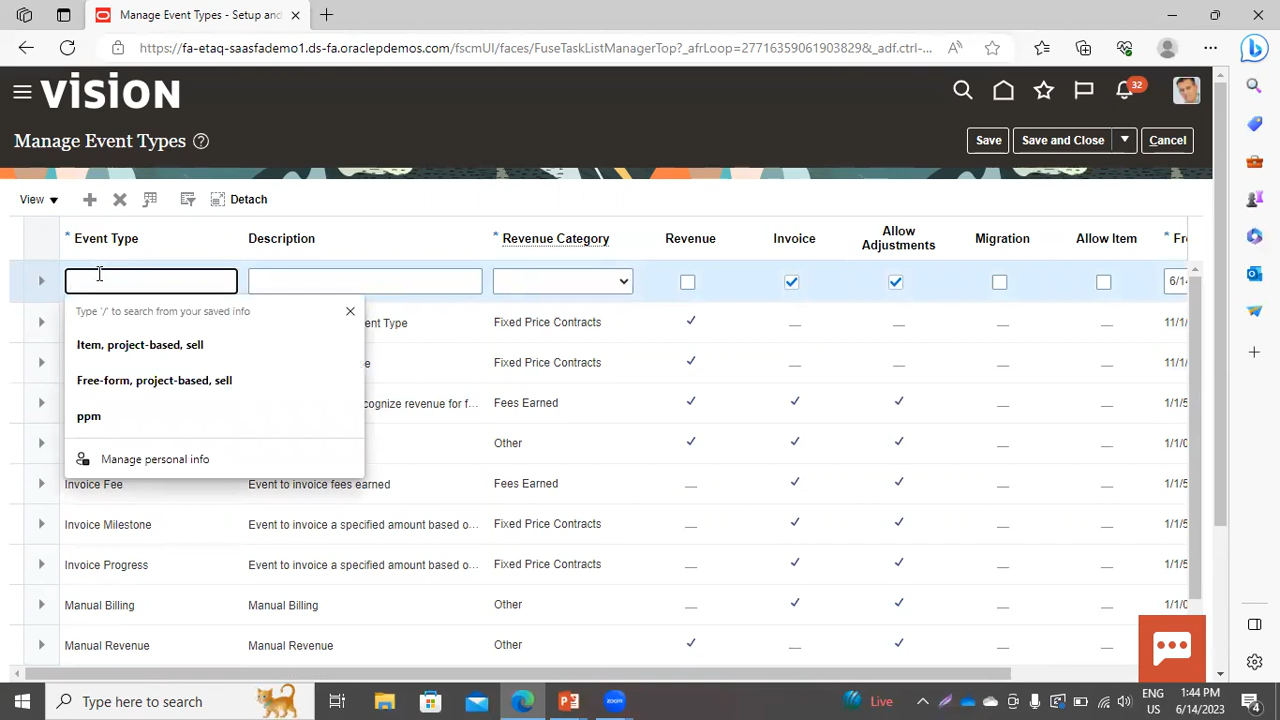 Manage Event Types - Setup and
https://fa-etaq-saasfademo1.ds-fa.oraclepdemos.com/fscmUI/faces/FuseTaskListManagerTop?_afrLoop=277163590619038​29&_adf.ctrl-...
VISION
32
Manage Event Types
Save
Save and Close
Cancel
View
Detach
* Event Type
Description
* Revenue Category
Revenue
Invoice
Allow Adjustments
Migration
Allow Item
* Fr
6/1
Type '/' to search from your saved info
Item, project-based, sell
Free-form, project-based, sell
ppm
Manage personal info
ent Type
Fixed Price Contracts
11/1/
e
Fixed Price Contracts
11/1/
cognize revenue for f...
Fees Earned
1/1/5
Other
1/1/0
Invoice Fee
Event to invoice fees earned
Fees Earned
1/1/5
Invoice Milestone
Event to invoice a specified amount based o...
Fixed Price Contracts
1/1/5
Invoice Progress
Event to invoice a specified amount based o...
Fixed Price Contracts
1/1/5
Manual Billing
Manual Billing
Other
1/1/0
Manual Revenue
Manual Revenue
Other
Type here to search
zoom
Live
ENG
US
1:44 PM
6/14/2023
4